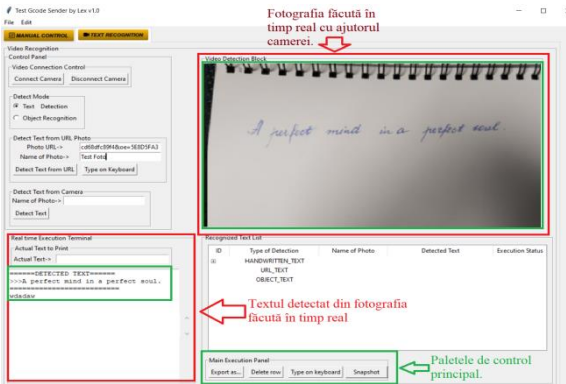 Test Gcode Sender by Lex v1.0
File Edit
MANUAL CONTROL
TEXT-RECOGNITION
Fotografia făcută în
timp real cu ajutorul
camerei.
Video Recognition
Control Panel
Video Connection Control
Connect Camera Disconnect Camera
Detect Mode
Text Detection
Object Recognition
Detect Text from URL Photo
Photo URL->
Name of Photo-> Test Foto
Detect Text from URL Type on Keyboard
Detect Text from Camera
Name of Photo->
Detect Text
Video Detection Block
A perfect mind in a perfect soul.
Real time Execution Terminal
Actual Text to Print
Actual Text->
======DETECTED TEXT======
>>>A perfect mind in a perfect soul.
=========================
wdadaw
Textul detectat din fotografia
făcută în timp real
Recognized Text List
ID Type of Detection Name of Photo Detected Text Execution Status
HANDWRITTEN_TEXT
URL_TEXT
OBJECT_TEXT
Main Execution Panel
Export as... Delete row Type on keyboard Snapshot
Paletele de control
principal.